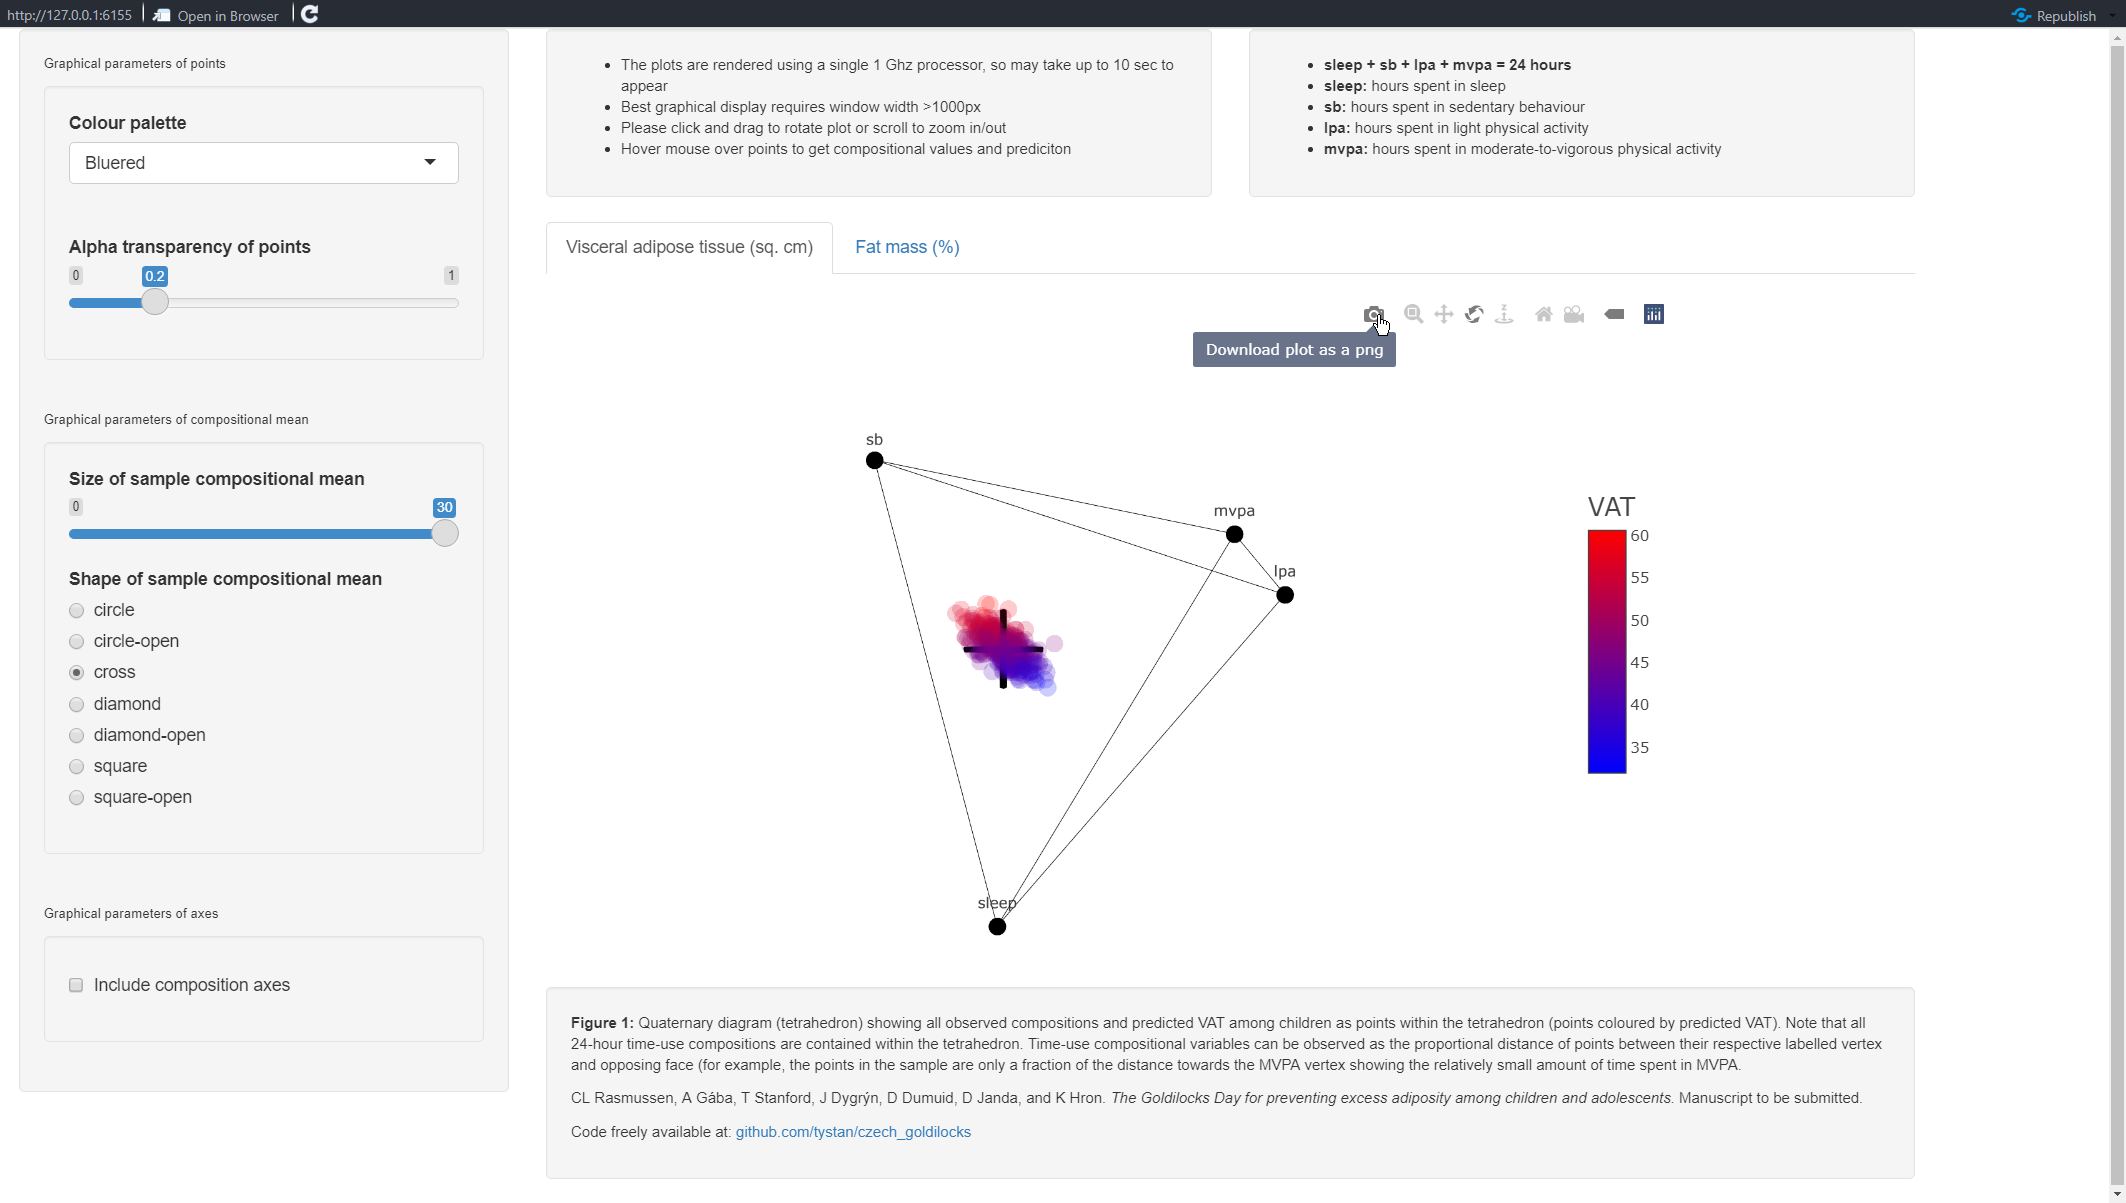 http://127.0.0.1:6155
Open in Browser
Republish
Graphical parameters of points
Colour palette
Bluered
Alpha transparency of points
0
0.2
1
Graphical parameters of compositional mean
Size of sample compositional mean
0
30
Shape of sample compositional mean
circle
circle-open
cross
diamond
diamond-open
square
square-open
Graphical parameters of axes
Include composition axes
The plots are rendered using a single 1 Ghz processor, so may take up to 10 sec to
appear
Best graphical display requires window width >1000px
Please click and drag to rotate plot or scroll to zoom in/out
Hover mouse over points to get compositional values and prediciton
sleep + sb + lpa + mvpa = 24 hours
sleep: hours spent in sleep
sb: hours spent in sedentary behaviour
lpa: hours spent in light physical activity
mvpa: hours spent in moderate-to-vigorous physical activity
Visceral adipose tissue (sq. cm)
Fat mass (%)
Download plot as a png
sb
mvpa
lpa
sleep
VAT
60
55
50
45
40
35
Figure 1: Quaternary diagram (tetrahedron) showing all observed compositions and predicted VAT among children as points within the tetrahedron (points coloured by predicted VAT). Note that all
24-hour time-use compositions are contained within the tetrahedron. Time-use compositional variables can be observed as the proportional distance of points between their respective labelled vertex
and opposing face (for example, the points in the sample are only a fraction of the distance towards the MVPA vertex showing the relatively small amount of time spent in MVPA.
CL Rasmussen, A Gába, T Stanford, J Dygrýn, D Dumuid, D Janda, and K Hron. The Goldilocks Day for preventing excess adiposity among children and adolescents. Manuscript to be submitted.
Code freely available at: github.com/tystan/czech_goldilocks